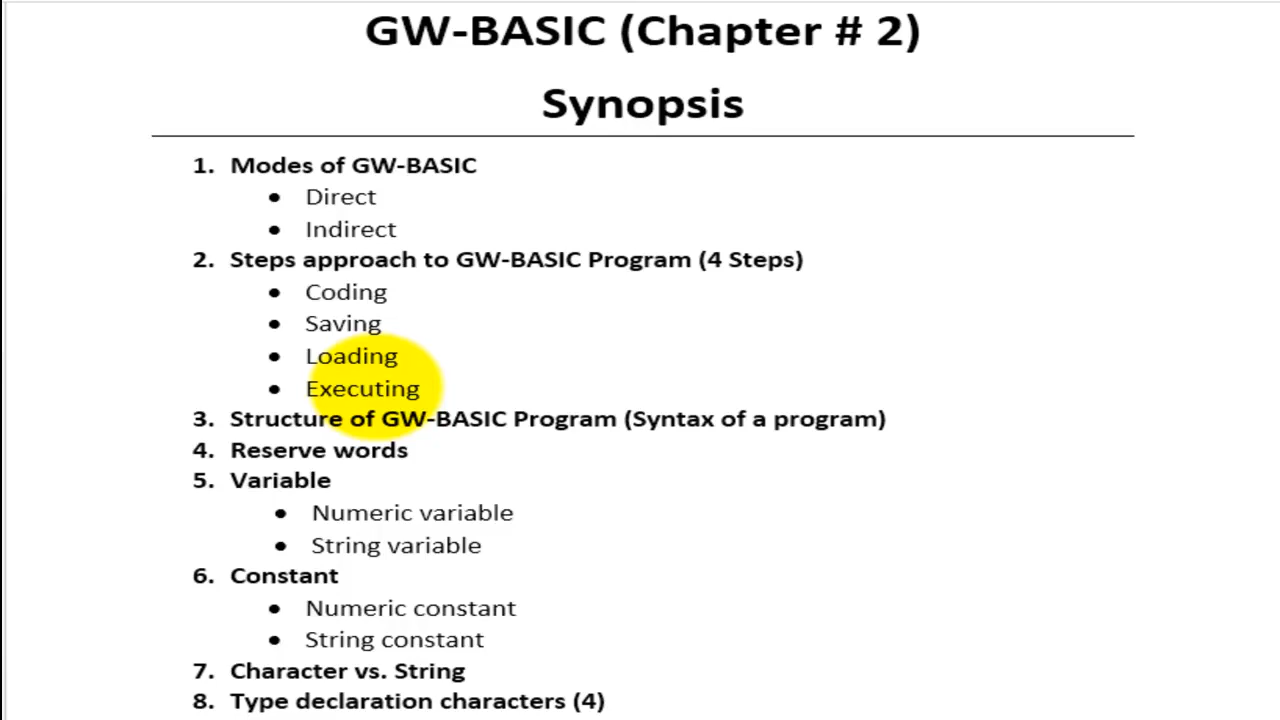 GW-BASIC (Chapter # 2)
Synopsis
1. Modes of GW-BASIC
• Direct
• Indirect
2. Steps approach to GW-BASIC Program (4 Steps)
• Coding
• Saving
• Loading
• Executing
3. Structure of GW-BASIC Program (Syntax of a program)
4. Reserve words
5. Variable
• Numeric variable
• String variable
6. Constant
• Numeric constant
• String constant
7. Character vs. String
8. Type declaration characters (4)